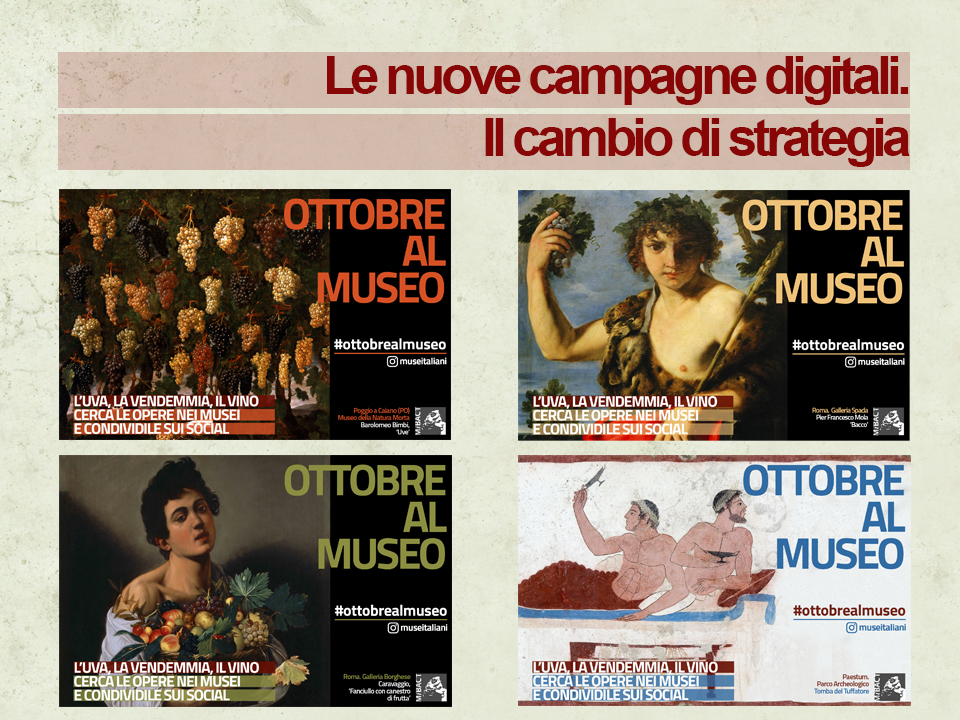 Le nuove campagne digitali.
Il cambio di strategia
OTTOBRE
AL
MUSEO
#ottobrealmuseo
museitaliani
L'UVA, LA VENDEMMIA, IL VINO
CERCA LE OPERE NEI MUSEI
E CONDIVIDILE SUI SOCIAL
Poggio a Caiano (PO)
Museo della Natura Morta
Barolomeo Bimbi,
'Uve'
MiBACT
OTTOBRE
AL
MUSEO
#ottobrealmuseo
museitaliani
L'UVA, LA VENDEMMIA, IL VINO
CERCA LE OPERE NEI MUSEI
E CONDIVIDILE SUI SOCIAL
Roma. Galleria Spada
Pier Francesco Mola
'Bacco'
MiBACT
OTTOBRE
AL
MUSEO
#ottobrealmuseo
museitaliani
L'UVA, LA VENDEMMIA, IL VINO
CERCA LE OPERE NEI MUSEI
E CONDIVIDILE SUI SOCIAL
Roma. Galleria Borghese
Caravaggio,
'Fanciullo con canestro
di frutta'
MiBACT
OTTOBRE
AL
MUSEO
#ottobrealmuseo
museitaliani
L'UVA, LA VENDEMMIA, IL VINO
CERCA LE OPERE NEI MUSEI
E CONDIVIDILE SUI SOCIAL
Paestum.
Parco Archeologico
Tomba del Tuffatore
MiBACT